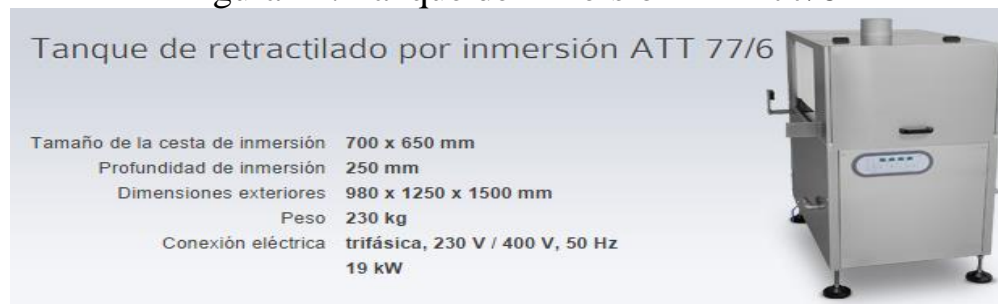 Tanque de retractilado por inmersión ATT 77/6
Tamaño de la cesta de inmersión 700 x 650 mm
Profundidad de inmersión 250 mm
Dimensiones exteriores 980 x 1250 x 1500 mm
Peso 230 kg
Conexión eléctrica trifásica, 230 V / 400 V, 50 Hz
19 kW